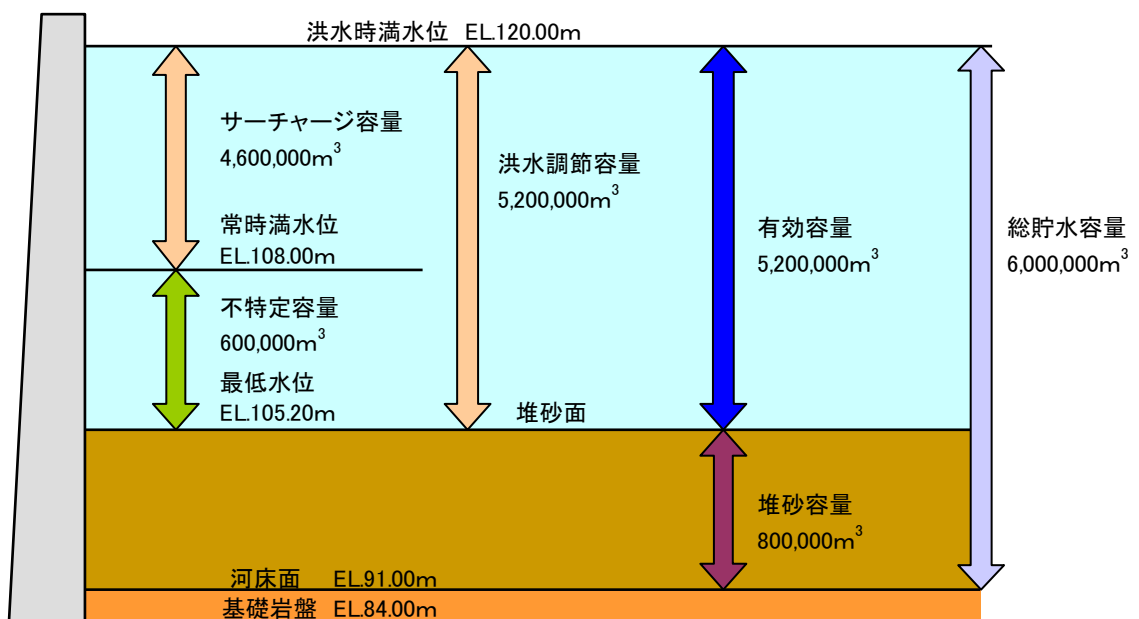 洪水時満水位 EL.120.00m
サーチャージ容量
4,600,000m³
洪水調節容量
5,200,000m³
常時満水位
EL.108.00m
有効容量
5,200,000m³
総貯水容量
6,000,000m³
不特定容量
600,000m³
最低水位
EL.105.20m
堆砂面
堆砂容量
800,000m³
河床面 EL.91.00m
基礎岩盤 EL.84.00m